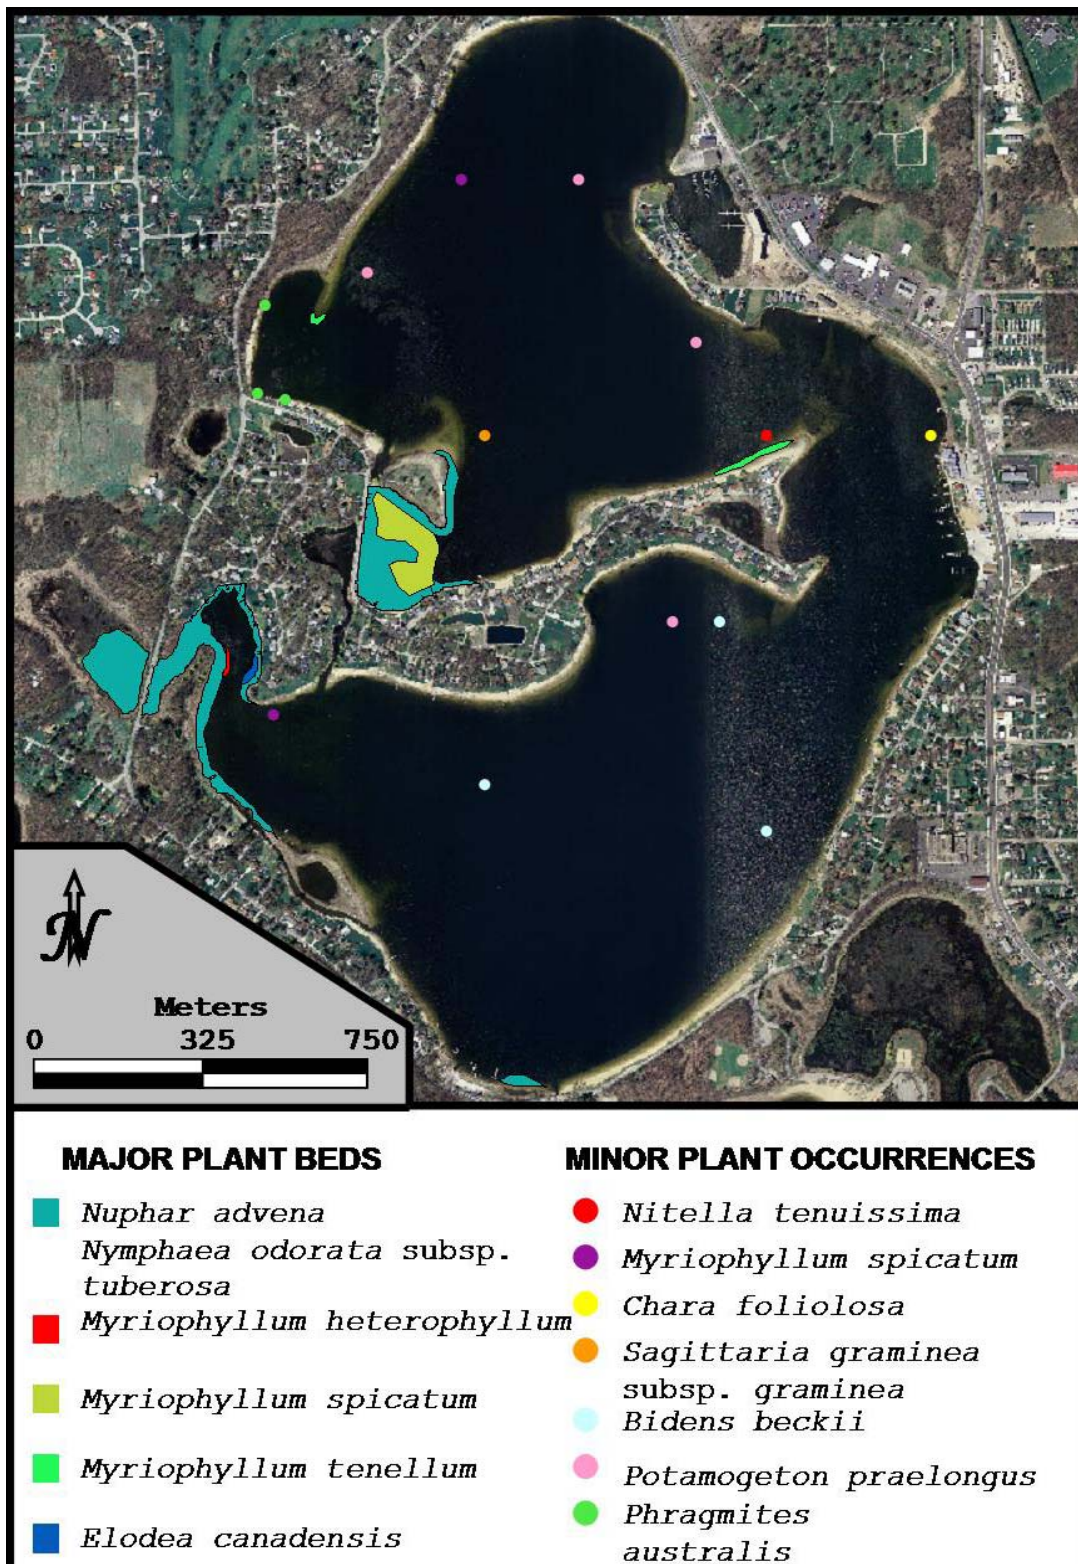 N
Meters
0 325 750
MAJOR PLANT BEDS
Nuphar advena
Nymphaea odorata subsp.
tuberosa
Myriophyllum heterophyllum
Myriophyllum spicatum
Myriophyllum tenellum
Elodea canadensis
MINOR PLANT OCCURRENCES
Nitella tenuissima
Myriophyllum spicatum
Chara foliolosa
Sagittaria graminea
subsp. graminea
Bidens beckii
Potamogeton praelongus
Phragmites
australis